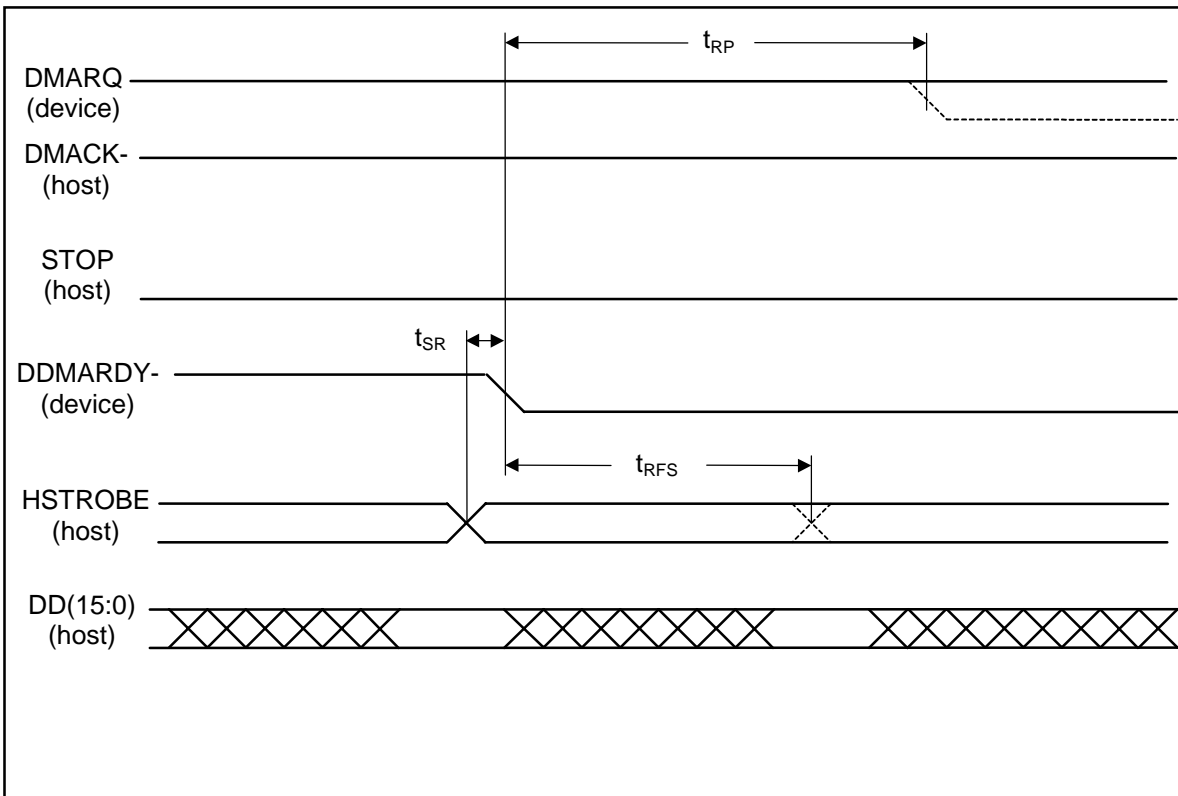 tRP
DMARQ
(device)
DMACK-
(host)
STOP
(host)
tSR
DDMARDY-
(device)
tRFS
HSTROBE
(host)
DD(15:0)
(host)